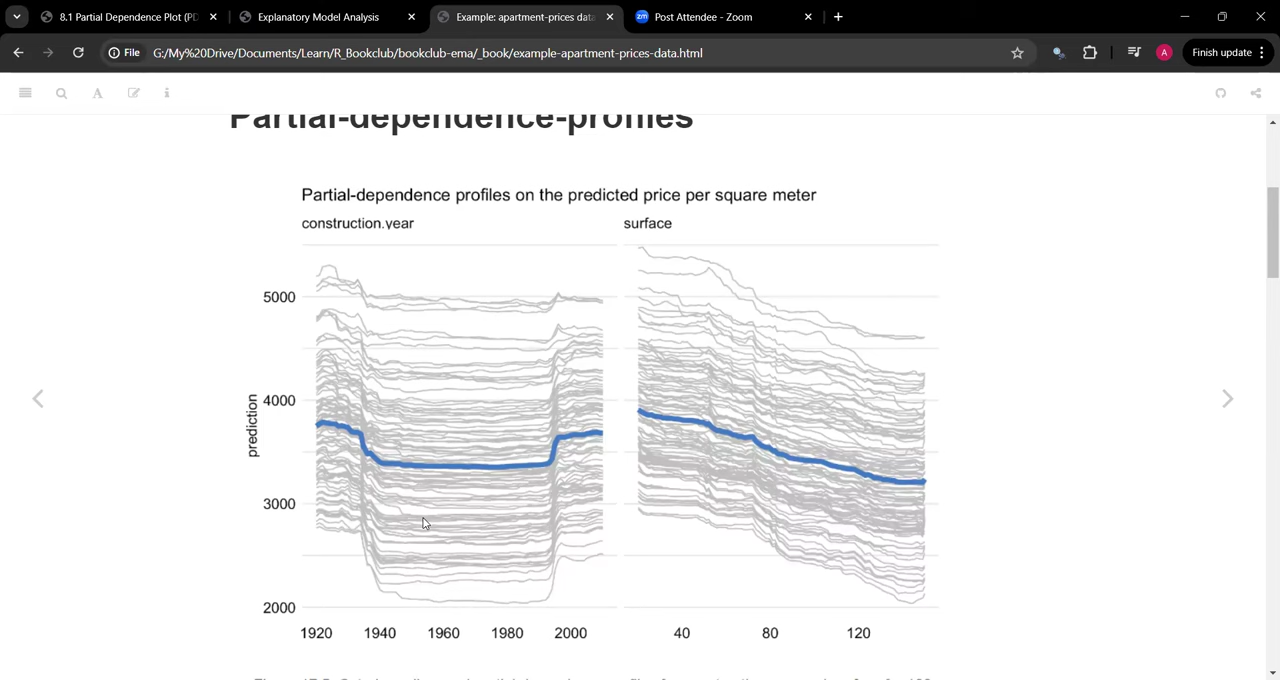 8.1 Partial Dependence Plot (PD
Explanatory Model Analysis
Example: apartment-prices data
zm
Post Attendee - Zoom
File
G:/My%20Drive/Documents/Learn/R_Bookclub/bookclub-ema/_book/example-apartment-prices-data.html
A
Finish update
A
i
Partial-dependence-profiles
Partial-dependence profiles on the predicted price per square meter
construction.year
surface
5000
4000
3000
2000
prediction
1920
1940
1960
1980
2000
40
80
120